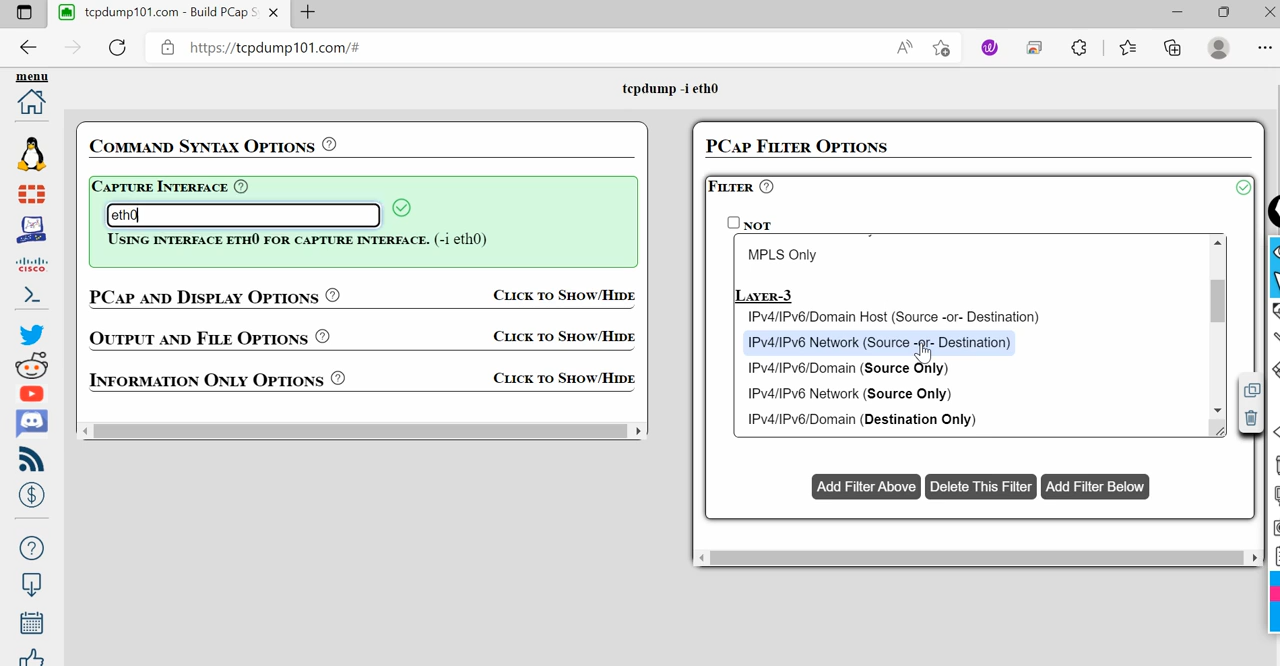 tcpdump101.com - Build PCap S
https://tcpdump101.com/#
menu
tcpdump -i eth0
Command Syntax Options
Capture Interface
eth0
Using interface eth0 for capture interface. (-i eth0)
PCap and Display Options Click to Show/Hide
Output and File Options Click to Show/Hide
Information Only Options Click to Show/Hide
PCap Filter Options
Filter
NOT
MPLS Only
Layer-3
IPv4/IPv6/Domain Host (Source -or- Destination)
IPv4/IPv6 Network (Source -or- Destination)
IPv4/IPv6/Domain (Source Only)
IPv4/IPv6 Network (Source Only)
IPv4/IPv6/Domain (Destination Only)
Add Filter Above Delete This Filter Add Filter Below
CISCO